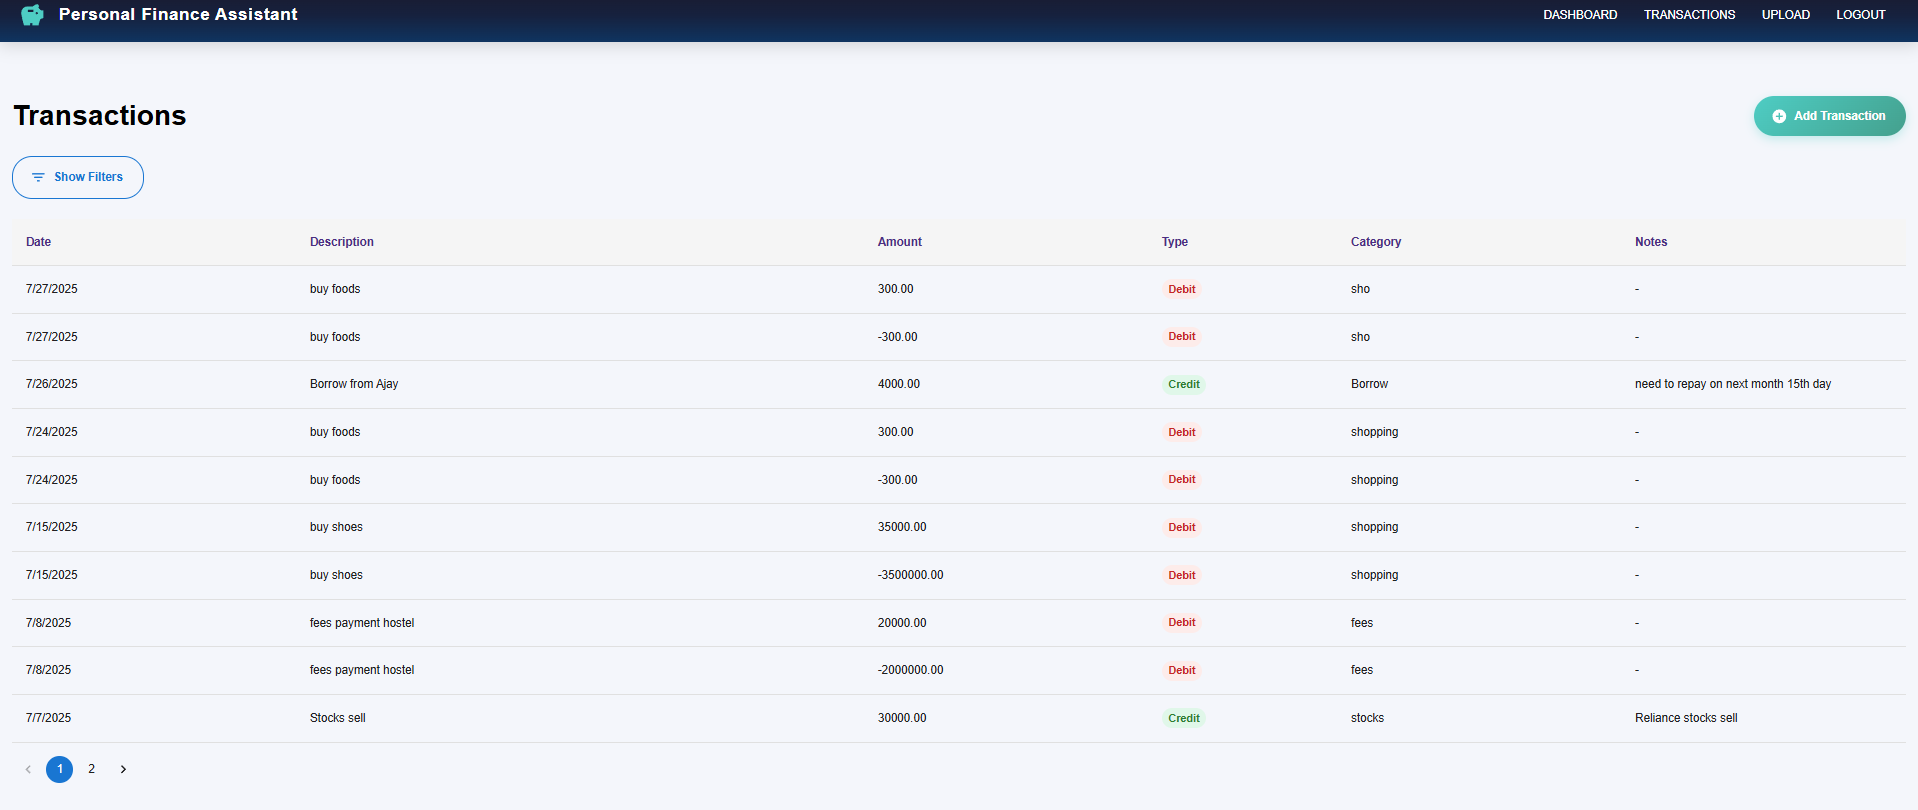 Personal Finance Assistant DASHBOARD TRANSACTIONS UPLOAD LOGOUT
Transactions Add Transaction
Show Filters
Date Description Amount Type Category Notes
7/27/2025 buy foods 300.00 Debit sho -
7/27/2025 buy foods -300.00 Debit sho -
7/26/2025 Borrow from Ajay 4000.00 Credit Borrow need to repay on next month 15th day
7/24/2025 buy foods 300.00 Debit shopping -
7/24/2025 buy foods -300.00 Debit shopping -
7/15/2025 buy shoes 35000.00 Debit shopping -
7/15/2025 buy shoes -3500000.00 Debit shopping -
7/8/2025 fees payment hostel 20000.00 Debit fees -
7/8/2025 fees payment hostel -2000000.00 Debit fees -
7/7/2025 Stocks sell 30000.00 Credit stocks Reliance stocks sell
1 2